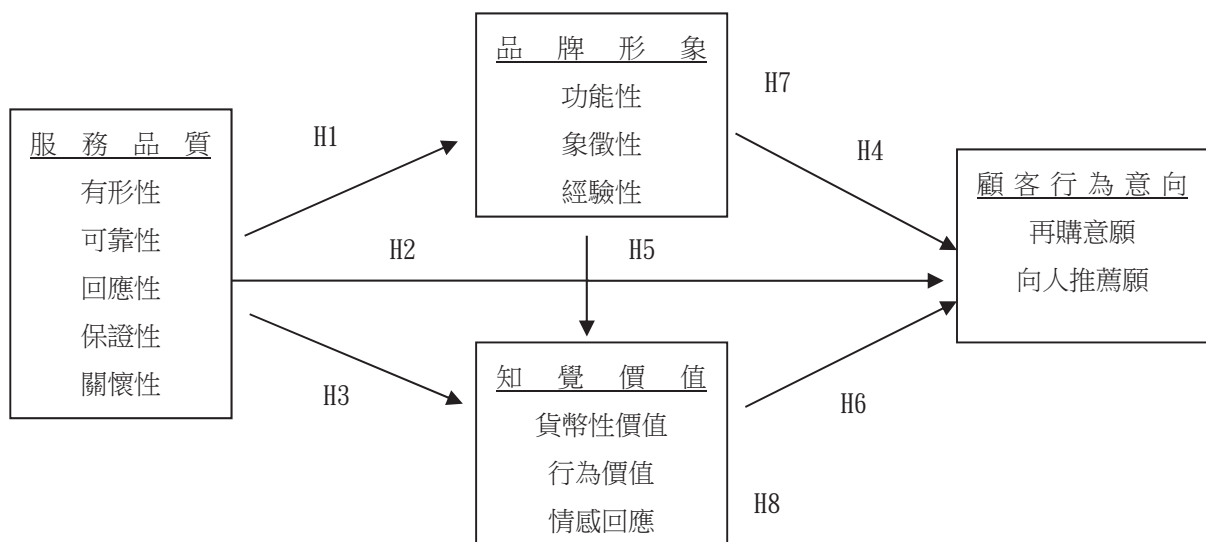 品牌形象
功能性
象徵性
經驗性
H7
H1
H4
服務品質
有形性
可靠性
回應性
保證性
關懷性
顧客行為意向
再購意願
向人推薦願
H2
H5
H3
知覺價值
貨幣性價值
行為價值
情感回應
H6
H8